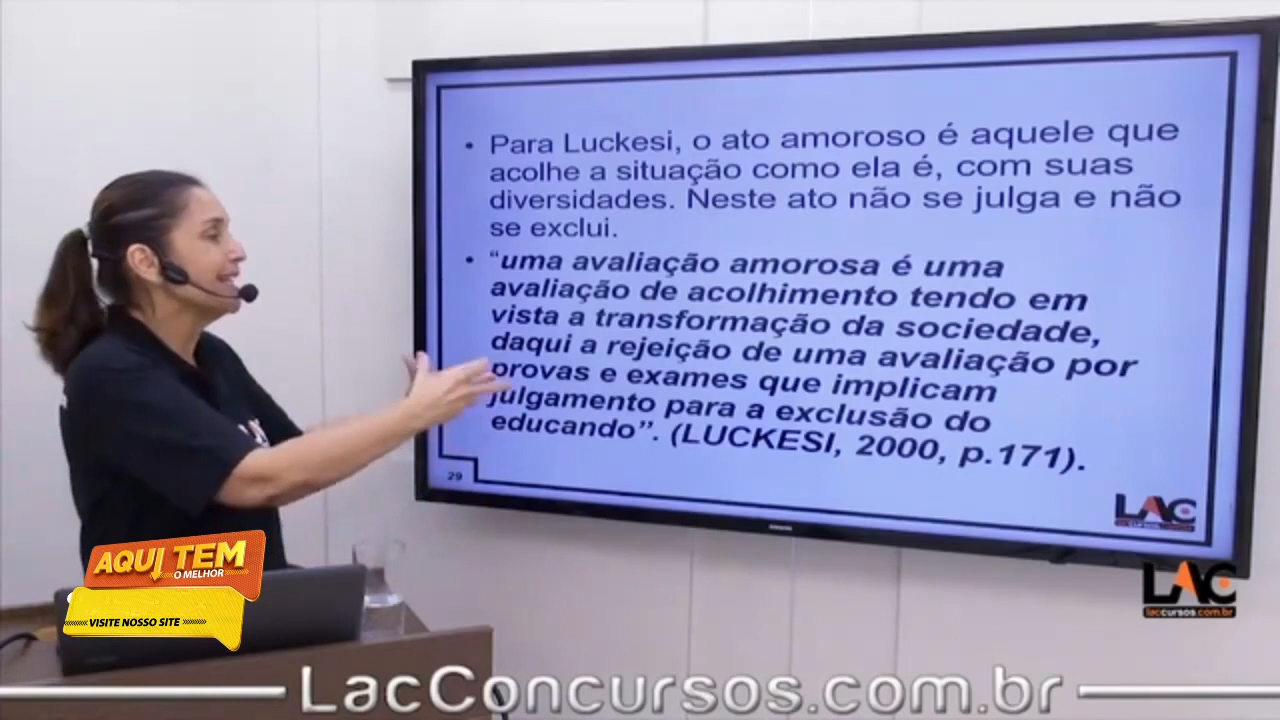 • Para Luckesi, o ato amoroso é aquele que
acolhe a situação como ela é, com suas
diversidades. Neste ato não se julga e não
se exclui.
• “uma avaliação amorosa é uma
avaliação de acolhimento tendo em
vista a transformação da sociedade,
daqui a rejeição de uma avaliação por
provas e exames que implicam
julgamento para a exclusão do
educando”. (LUCKESI, 2000, p.171).
29
LAC
LAC
laccursos.com.br
AQUI TEM
O MELHOR
VISITE NOSSO SITE
LacConcursos.com.br